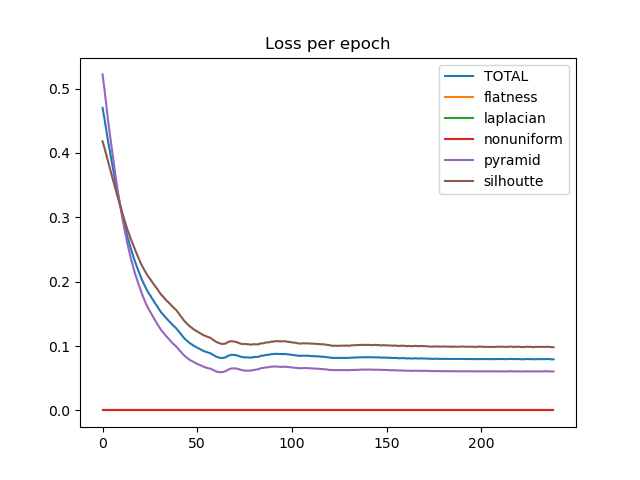 Loss per epoch
TOTAL
flatness
laplacian
nonuniform
pyramid
silhoutte
0.5
0.4
0.3
0.2
0.1
0.0
0 50 100 150 200